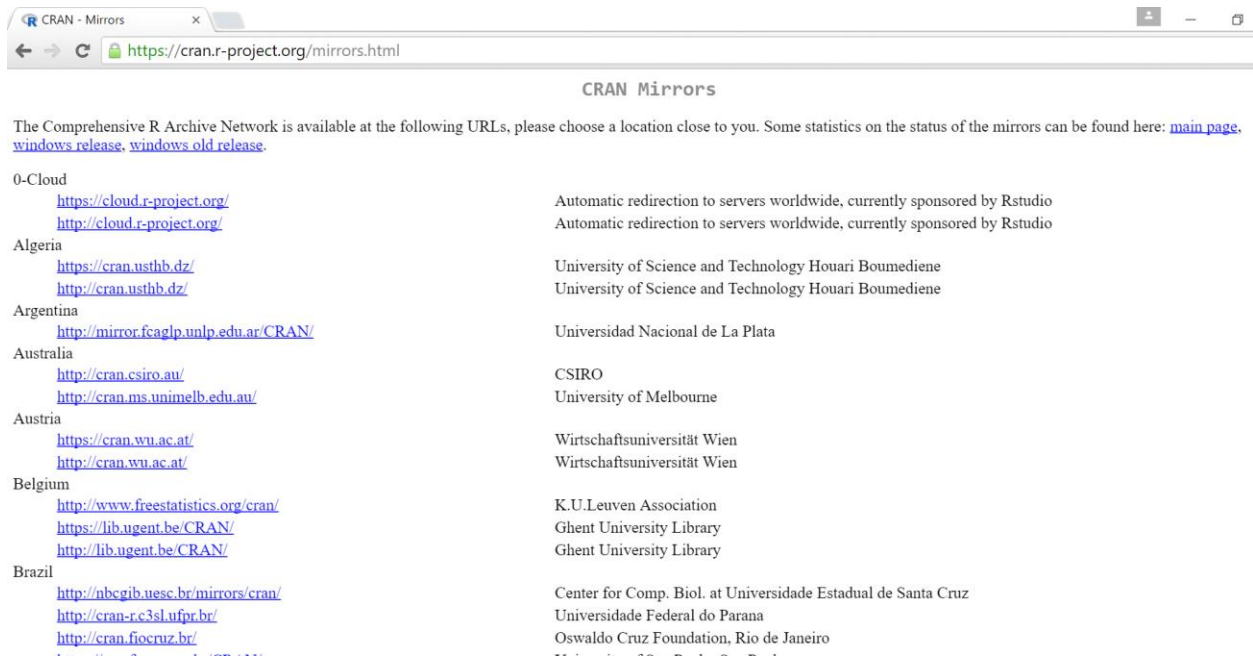 CRAN - Mirrors
https://cran.r-project.org/mirrors.html
CRAN Mirrors
The Comprehensive R Archive Network is available at the following URLs, please choose a location close to you. Some statistics on the status of the mirrors can be found here: main page,
windows release, windows old release.
0-Cloud
https://cloud.r-project.org/ Automatic redirection to servers worldwide, currently sponsored by Rstudio
http://cloud.r-project.org/ Automatic redirection to servers worldwide, currently sponsored by Rstudio
Algeria
https://cran.usthb.dz/ University of Science and Technology Houari Boumediene
http://cran.usthb.dz/ University of Science and Technology Houari Boumediene
Argentina
http://mirror.fcaglp.unlp.edu.ar/CRAN/ Universidad Nacional de La Plata
Australia
http://cran.csiro.au/ CSIRO
http://cran.ms.unimelb.edu.au/ University of Melbourne
Austria
https://cran.wu.ac.at/ Wirtschaftsuniversität Wien
http://cran.wu.ac.at/ Wirtschaftsuniversität Wien
Belgium
http://www.freestatistics.org/cran/ K.U.Leuven Association
https://lib.ugent.be/CRAN/ Ghent University Library
http://lib.ugent.be/CRAN/ Ghent University Library
Brazil
http://nbcgib.uesc.br/mirrors/cran/ Center for Comp. Biol. at Universidade Estadual de Santa Cruz
http://cran-r.c3sl.ufpr.br/ Universidade Federal do Parana
http://cran.fiocruz.br/ Oswaldo Cruz Foundation, Rio de Janeiro